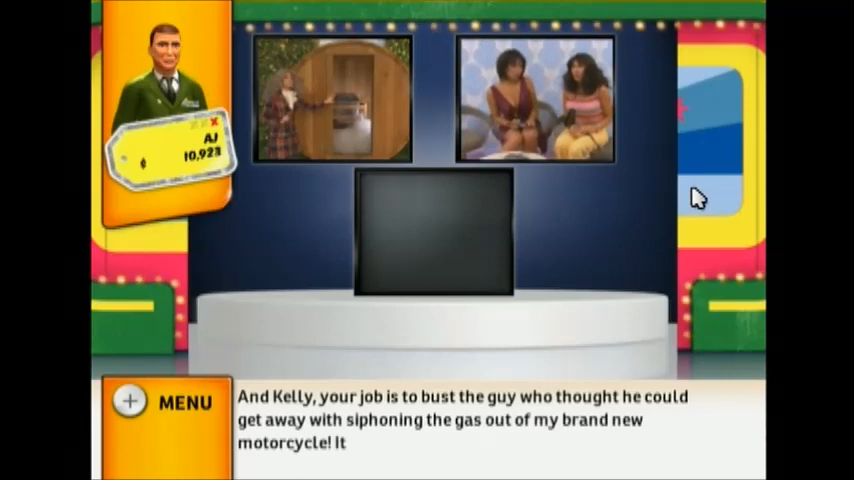 AJ
¢ 10,923
MENU
And Kelly, your job is to bust the guy who thought he could
get away with siphoning the gas out of my brand new
motorcycle! It